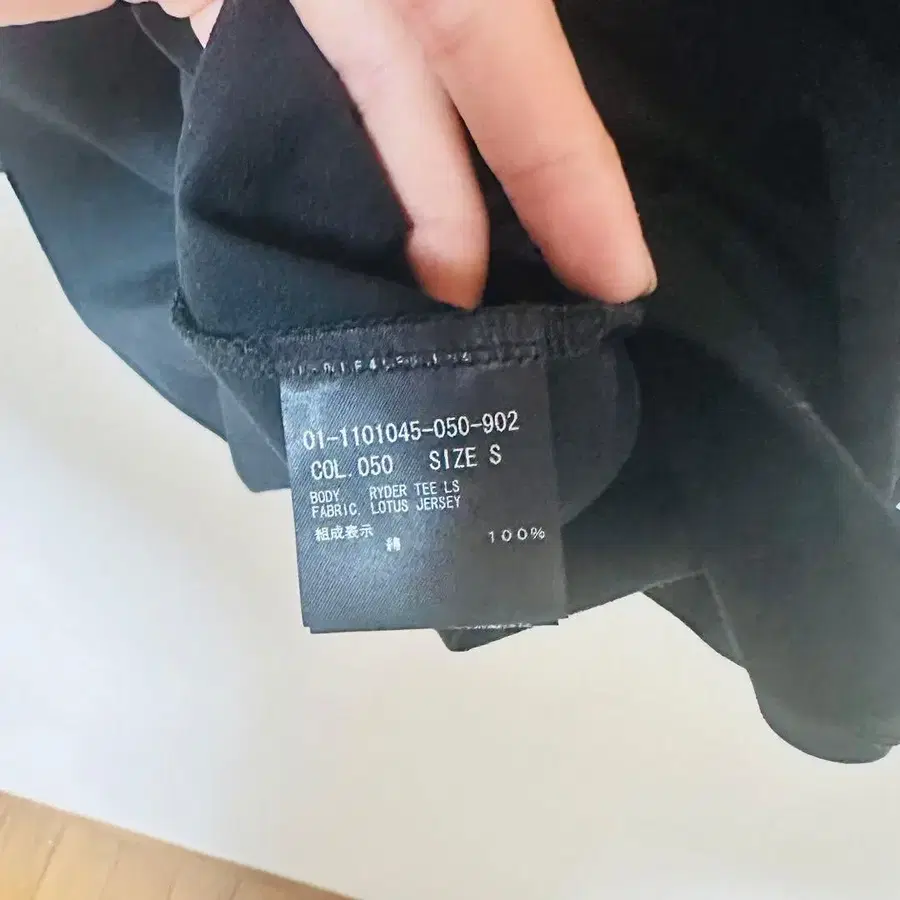 01-1101045-050-902
COL.050 SIZE S
BODY RYDER TEE LS
FABRIC LOTUS JERSEY
組成表示
綿 100%